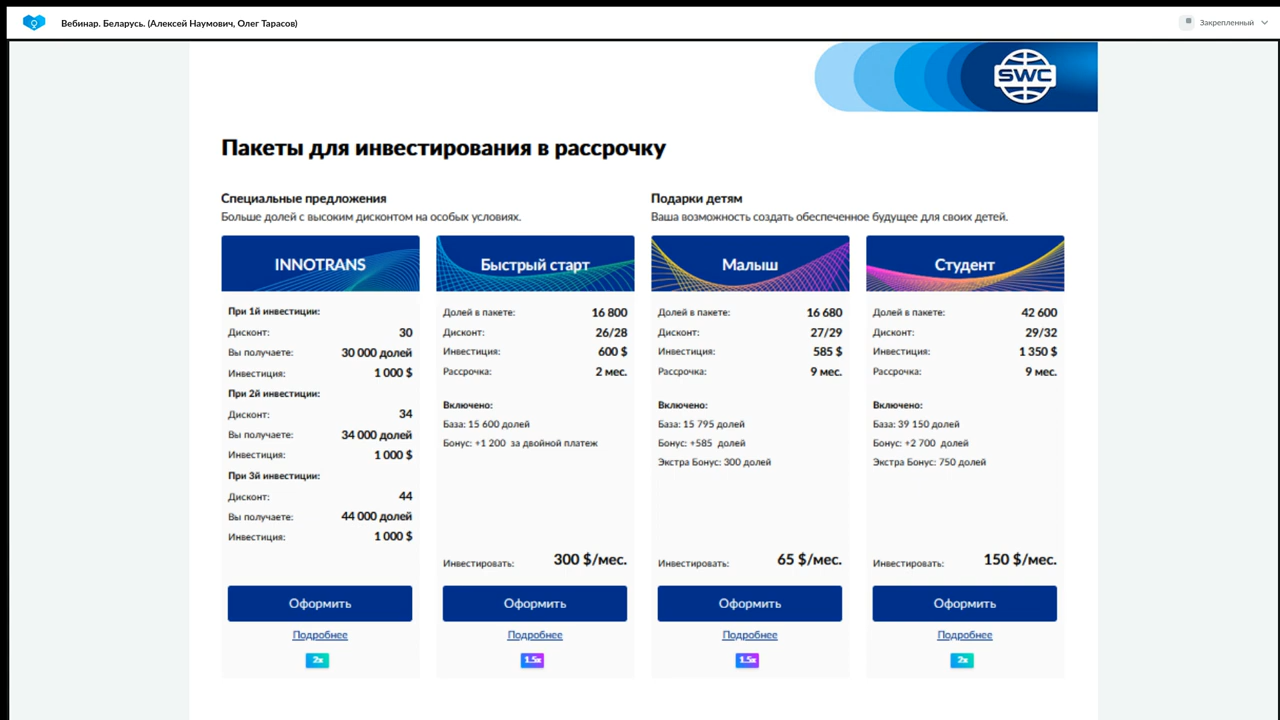 Вебинар. Беларусь. (Алексей Наумович, Олег Тарасов)
Закрепленный
SWC
Пакеты для инвестирования в рассрочку
Специальные предложения
Больше долей с высоким дисконтом на особых условиях.
Подарки детям
Ваша возможность создать обеспеченное будущее для своих детей.
INNOTRANS
При 1й инвестиции:
Дисконт: 30
Вы получаете: 30 000 долей
Инвестиция: 1 000 $
При 2й инвестиции:
Дисконт: 34
Вы получаете: 34 000 долей
Инвестиция: 1 000 $
При 3й инвестиции:
Дисконт: 44
Вы получаете: 44 000 долей
Инвестиция: 1 000 $
Оформить
Подробнее
2x
Быстрый старт
Долей в пакете: 16 800
Дисконт: 26/28
Инвестиция: 600 $
Рассрочка: 2 мес.
Включено:
База: 15 600 долей
Бонус: +1 200 за двойной платеж
Инвестировать: 300 $/мес.
Оформить
Подробнее
1.5x
Малыш
Долей в пакете: 16 680
Дисконт: 27/29
Инвестиция: 585 $
Рассрочка: 9 мес.
Включено:
База: 15 795 долей
Бонус: +585 долей
Экстра Бонус: 300 долей
Инвестировать: 65 $/мес.
Оформить
Подробнее
1.5x
Студент
Долей в пакете: 42 600
Дисконт: 29/32
Инвестиция: 1 350 $
Рассрочка: 9 мес.
Включено:
База: 39 150 долей
Бонус: +2 700 долей
Экстра Бонус: 750 долей
Инвестировать: 150 $/мес.
Оформить
Подробнее
2x